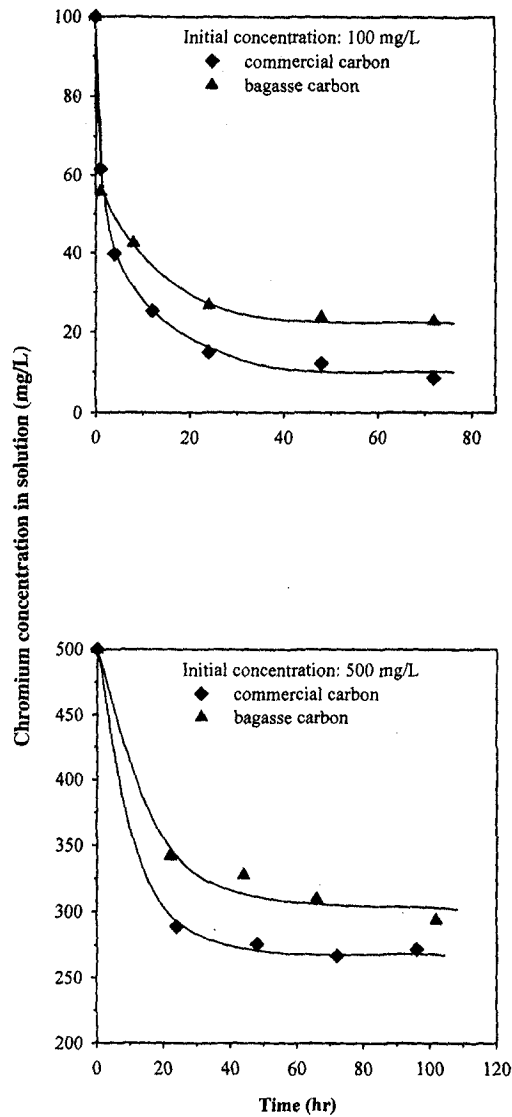 Chromium concentration in solution (mg/L)
100
80
60
40
20
0
Initial concentration: 100 mg/L
commercial carbon
bagasse carbon
0 20 40 60 80
500
450
400
350
300
250
200
Initial concentration: 500 mg/L
commercial carbon
bagasse carbon
0 20 40 60 80 100 120
Time (hr)